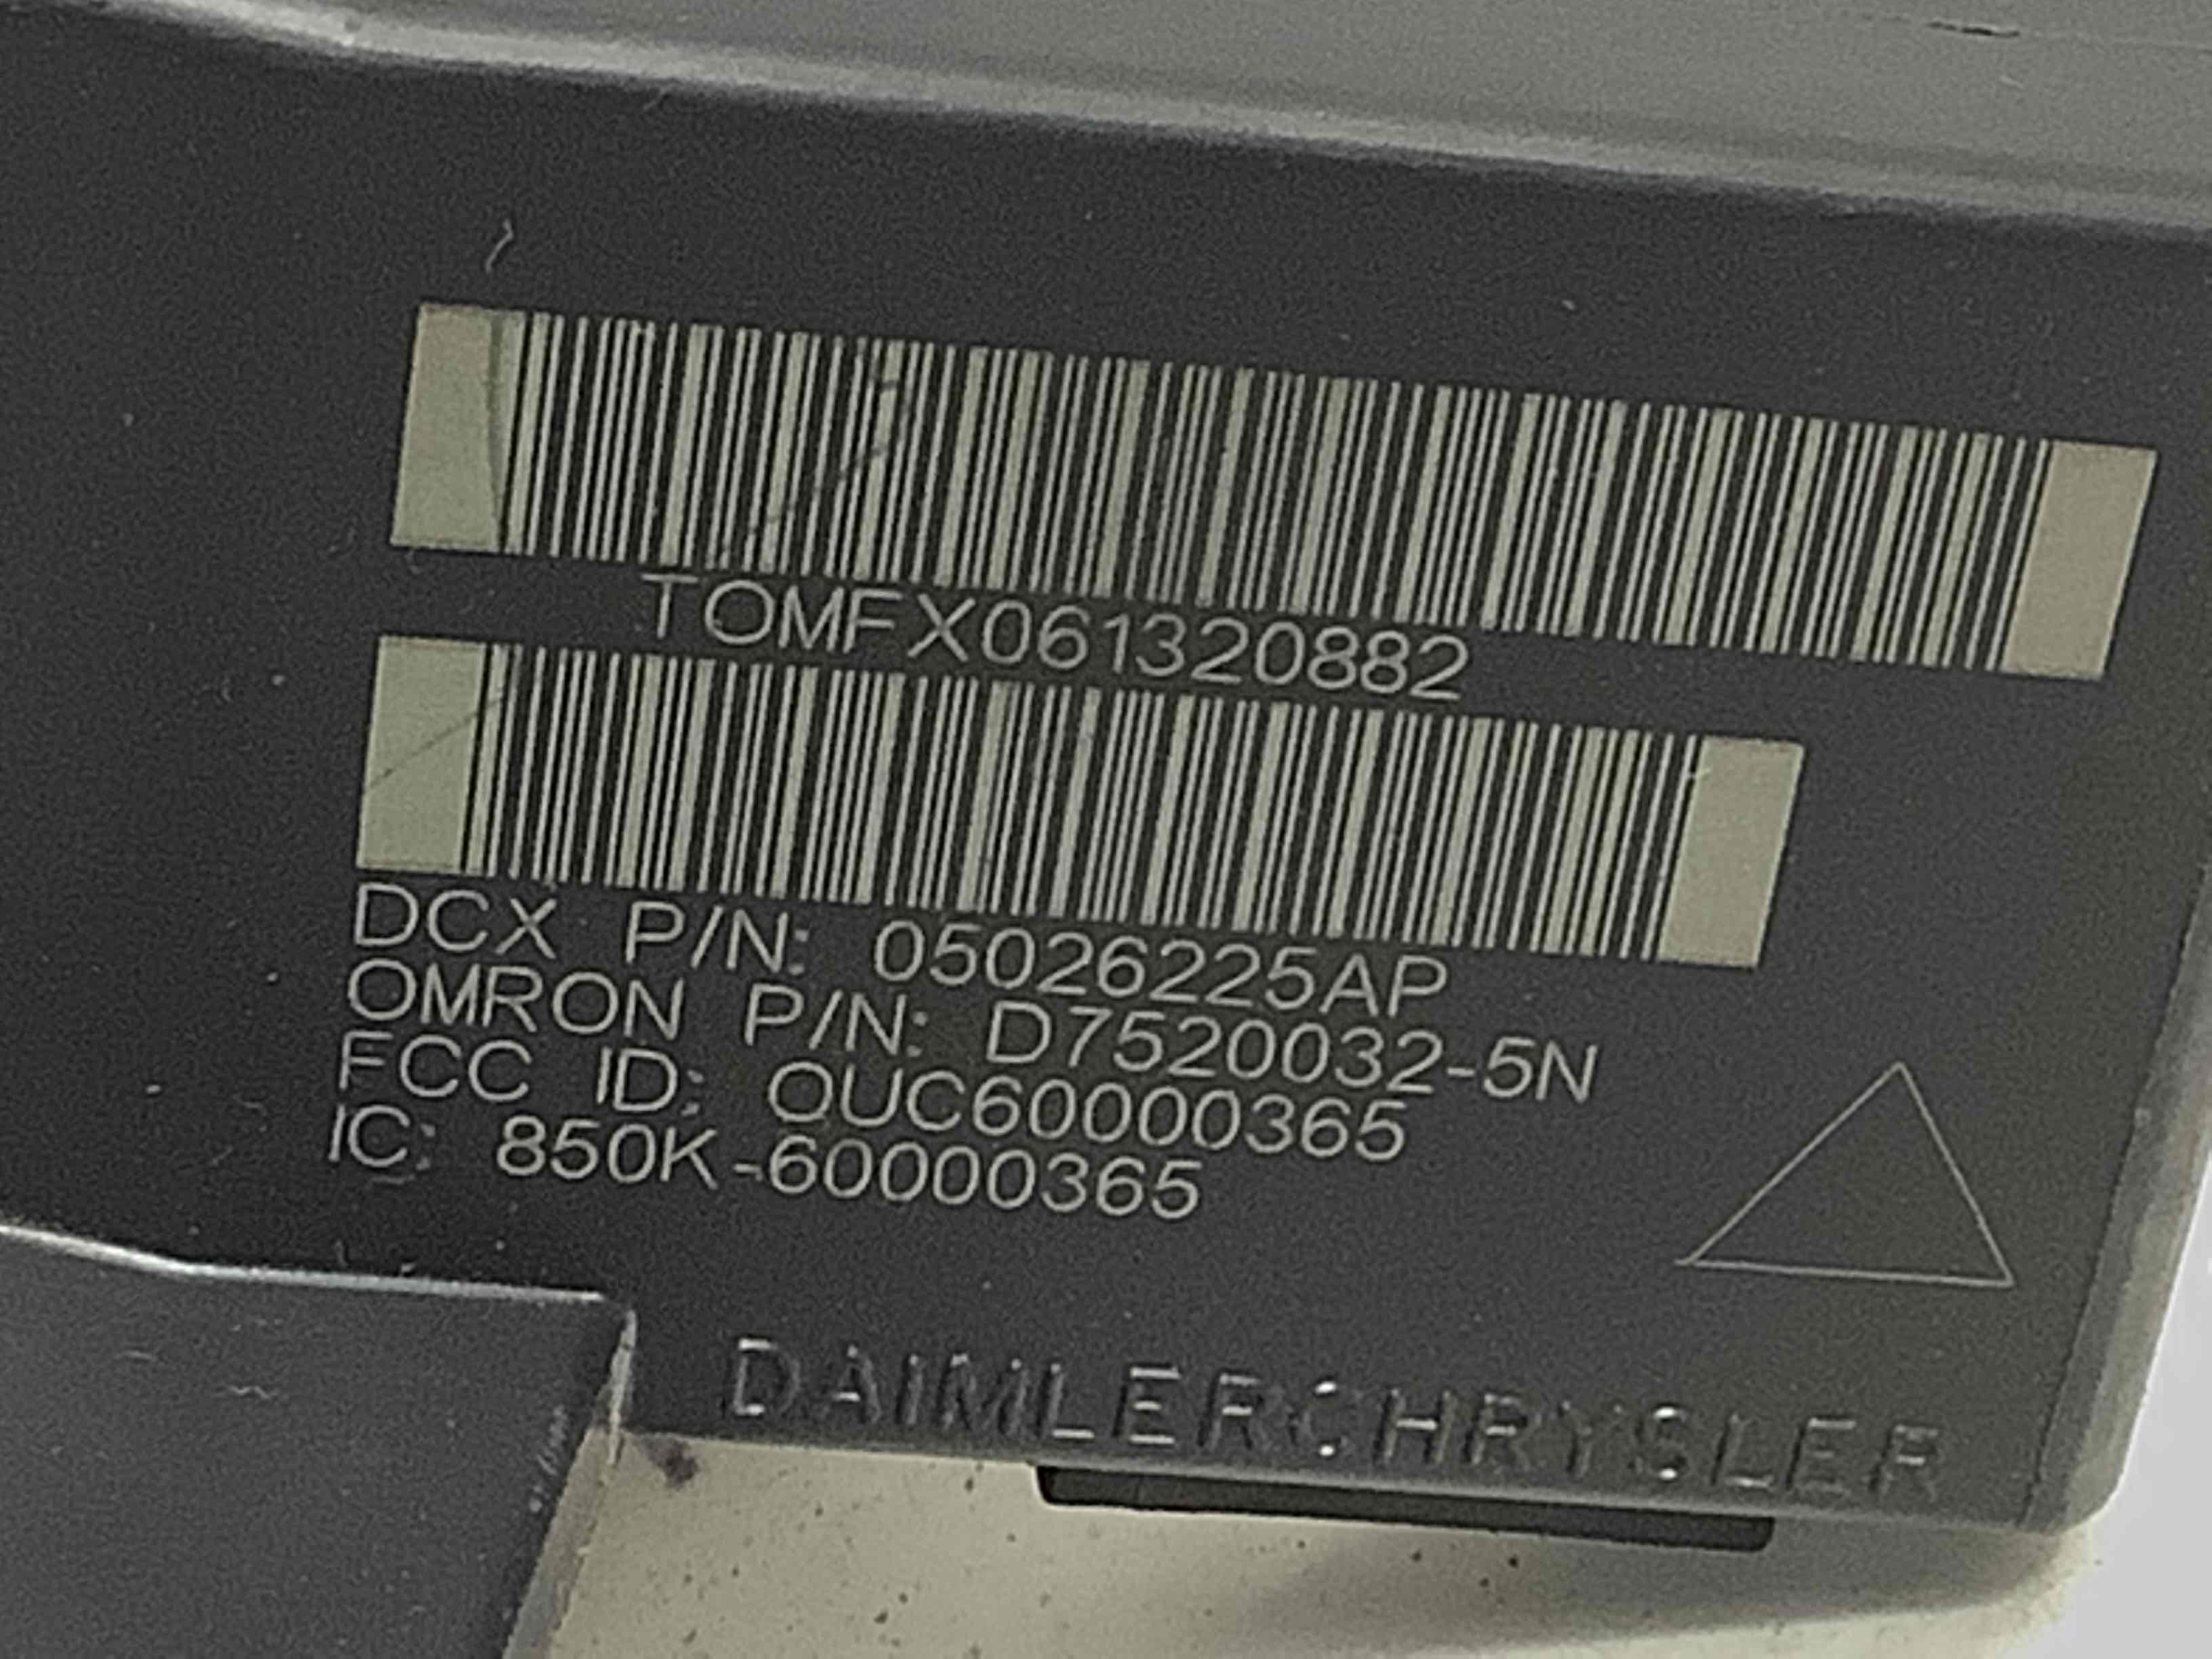 TOMFX061320882
DCX P/N: 05026225AP
OMRON P/N: D7520032-5N
FCC ID: OUC60000365
IC: 850K-60000365
DAIMLERCHRYSLER